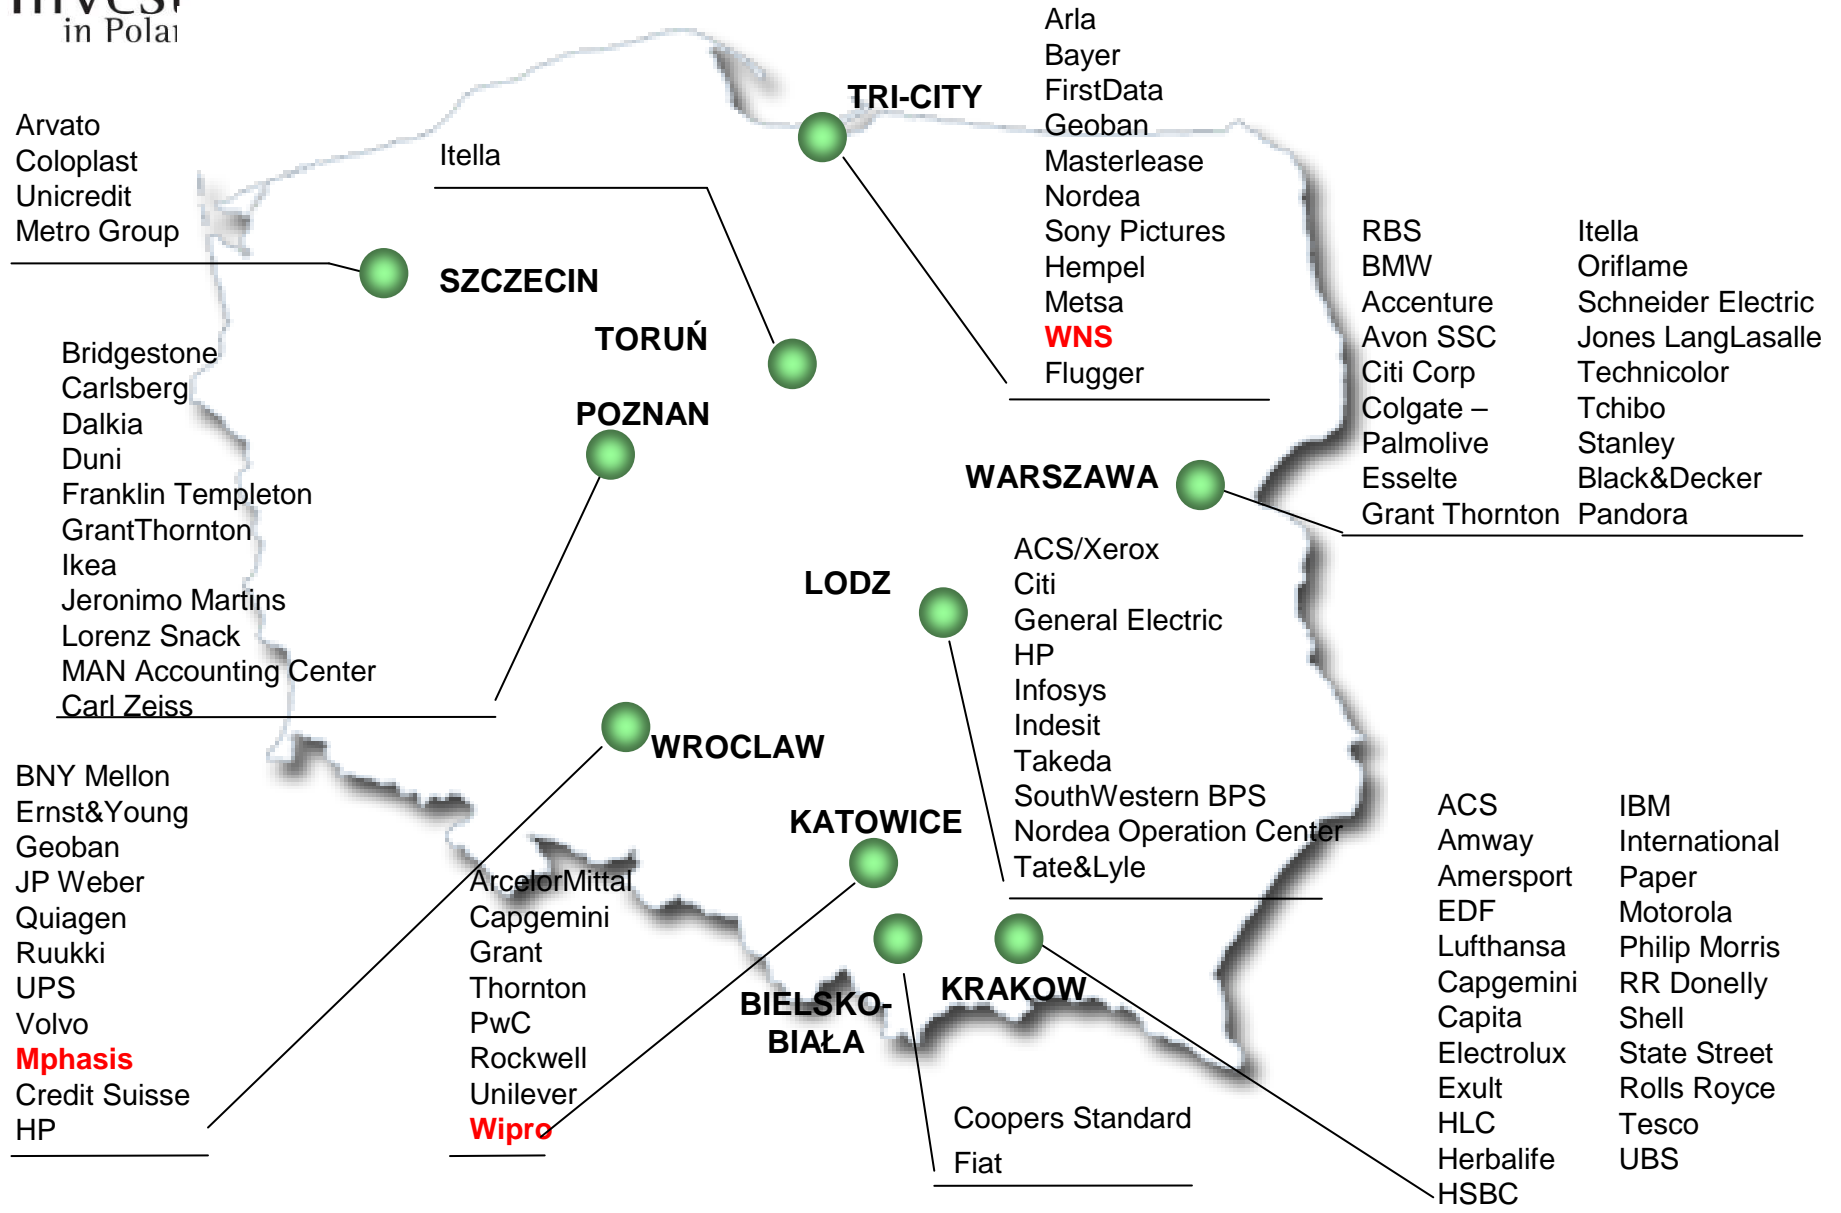 in Pola
Arvato
Coloplast
Unicredit
Metro Group
Itella
TRI-CITY
Arla
Bayer
FirstData
Geoban
Masterlease
Nordea
Sony Pictures
Hempel
Metsa
WNS
Flugger
SZCZECIN
TORUŃ
POZNAN
Bridgestone
Carlsberg
Dalkia
Duni
Franklin Templeton
GrantThornton
Ikea
Jeronimo Martins
Lorenz Snack
MAN Accounting Center
Carl Zeiss
RBS
BMW
Accenture
Avon SSC
Citi Corp
Colgate –
Palmolive
Esselte
Grant Thornton
Itella
Oriflame
Schneider Electric
Jones LangLasalle
Technicolor
Tchibo
Stanley
Black&Decker
Pandora
WARSZAWA
LODZ
ACS/Xerox
Citi
General Electric
HP
Infosys
Indesit
Takeda
SouthWestern BPS
Nordea Operation Center
Tate&Lyle
WROCLAW
BNY Mellon
Ernst&Young
Geoban
JP Weber
Quiagen
Ruukki
UPS
Volvo
Mphasis
Credit Suisse
HP
KATOWICE
ArcelorMittal
Capgemini
Grant
Thornton
PwC
Rockwell
Unilever
Wipro
BIELSKO-
BIAŁA
Coopers Standard
Fiat
KRAKOW
ACS
Amway
Amersport
EDF
Lufthansa
Capgemini
Capita
Electrolux
Exult
HLC
Herbalife
HSBC
IBM
International
Paper
Motorola
Philip Morris
RR Donelly
Shell
State Street
Rolls Royce
Tesco
UBS